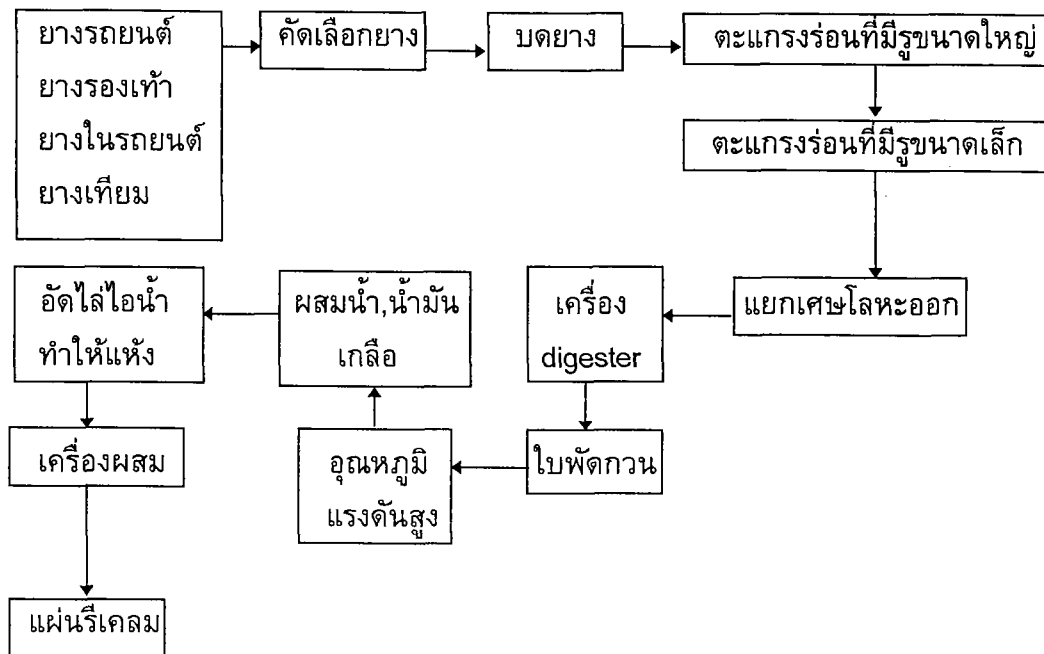 ยางรถยนต์
ยางรองเท้า
ยางในรถยนต์
ยางเทียม
คัดเลือกยาง
บดยาง
ตะแกรงร่อนที่มีรูขนาดใหญ่
ตะแกรงร่อนที่มีรูขนาดเล็ก
แยกเศษโลหะออก
เครื่อง
digester
ใบพัดกวน
อุณหภูมิ
แรงดันสูง
ผสมน้ำ,น้ำมัน
เกลือ
อัดไล่ไอน้ำ
ทำให้แห้ง
เครื่องผสม
แผ่นรีเคลม